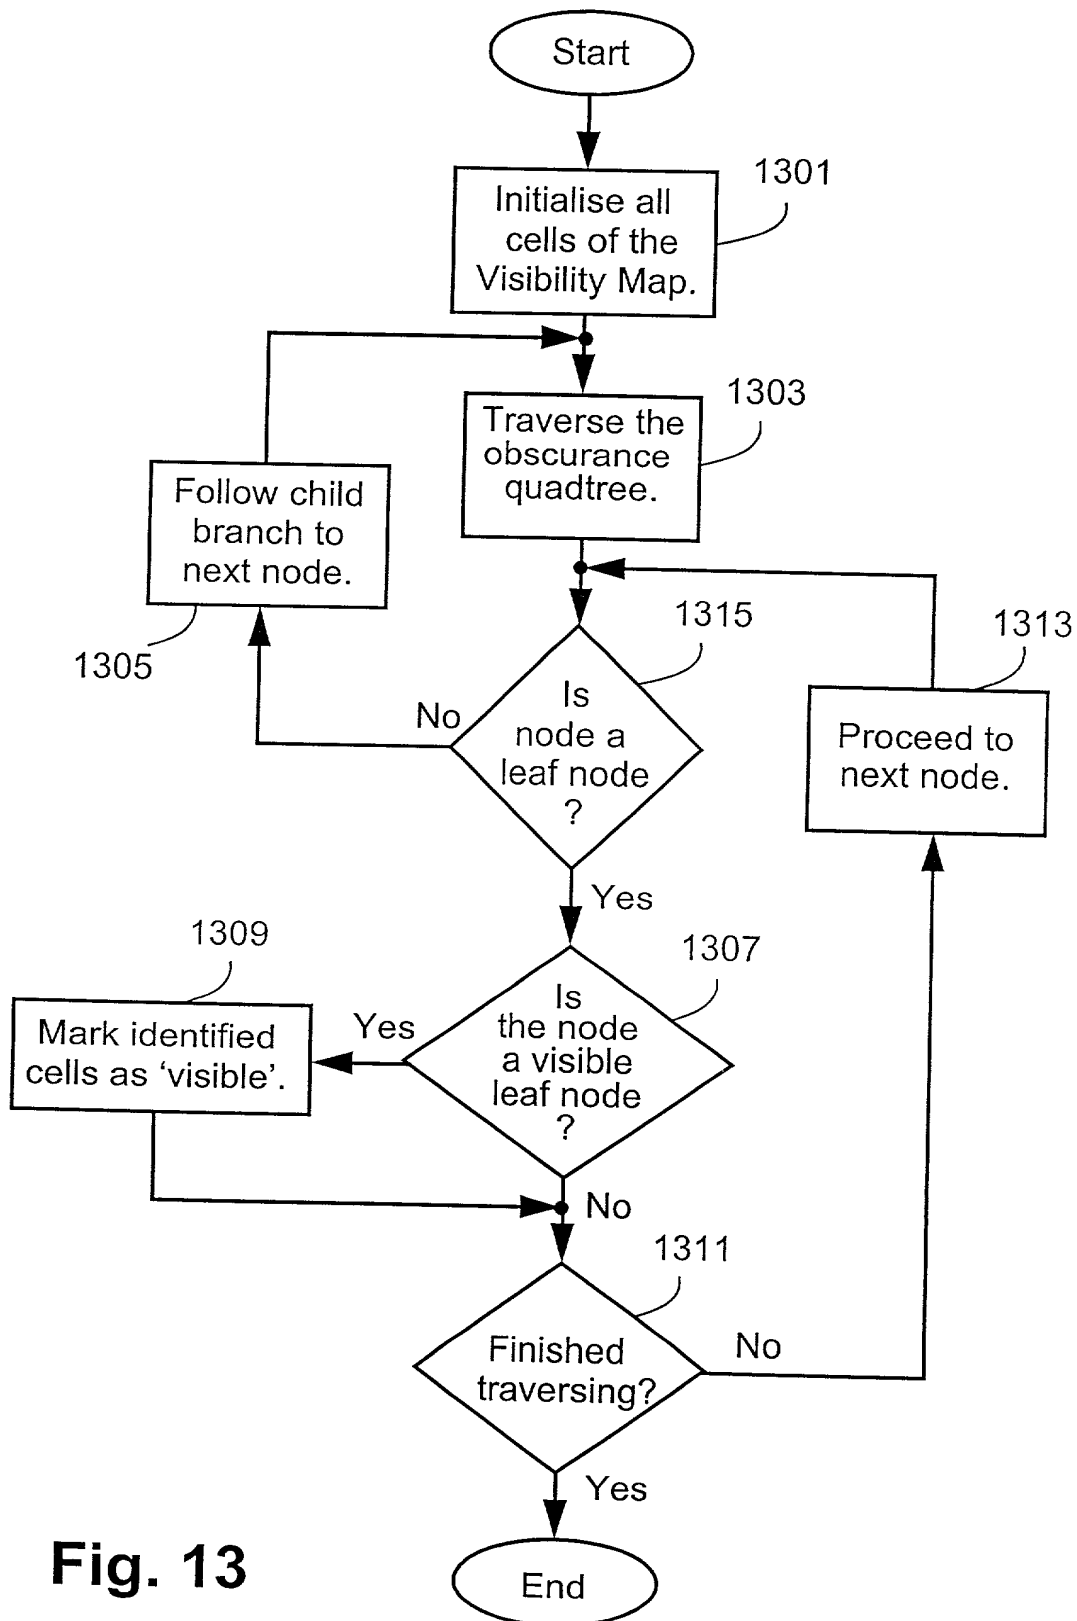 Start
1301
Initialise all
cells of the
Visibility Map.
1303
Traverse the
obscurance
quadtree.
Follow child
branch to
next node.
1305
1315
1313
No
Is
node a
leaf node
?
Proceed to
next node.
Yes
1309
1307
Mark identified
cells as ‘visible’.
Yes
Is
the node
a visible
leaf node
?
No
1311
Finished
traversing?
No
Yes
Fig. 13
End